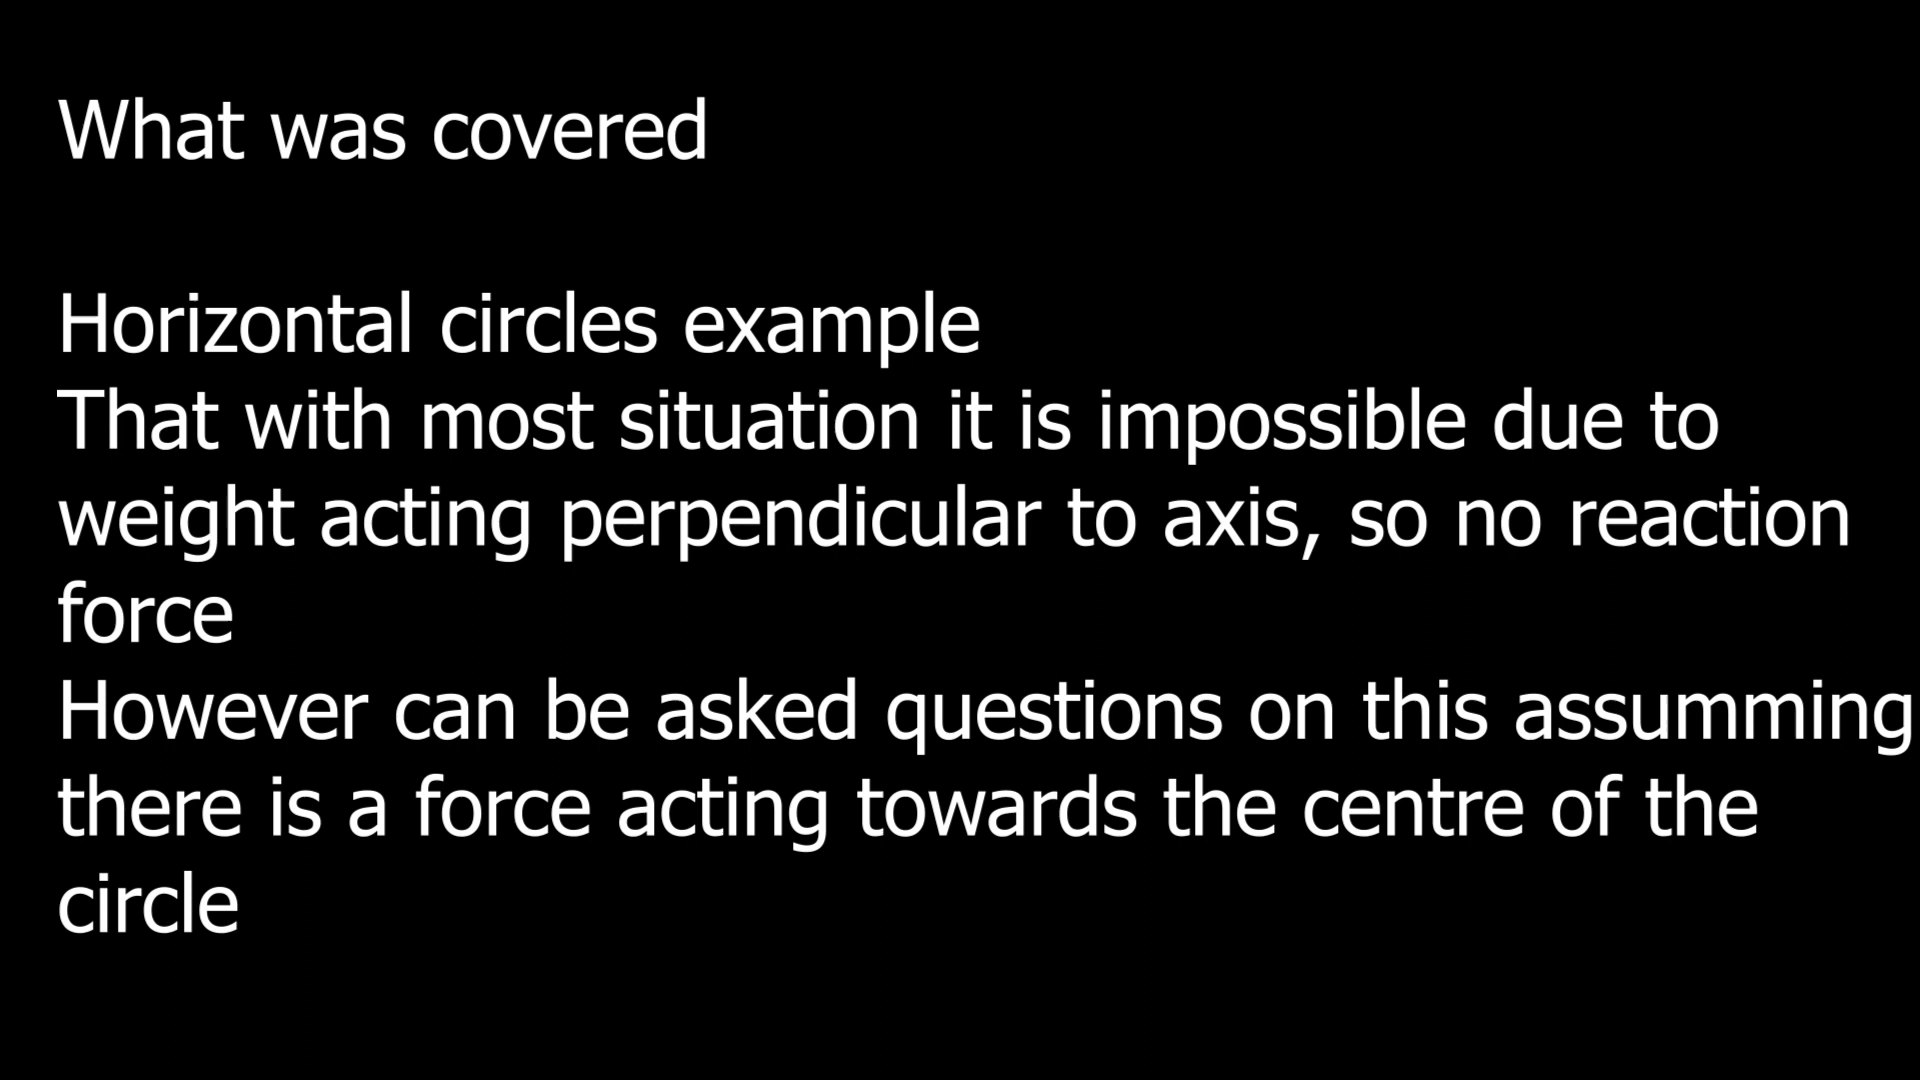 What was covered
Horizontal circles example
That with most situation it is impossible due to
weight acting perpendicular to axis, so no reaction
force
However can be asked questions on this assumming
there is a force acting towards the centre of the
circle